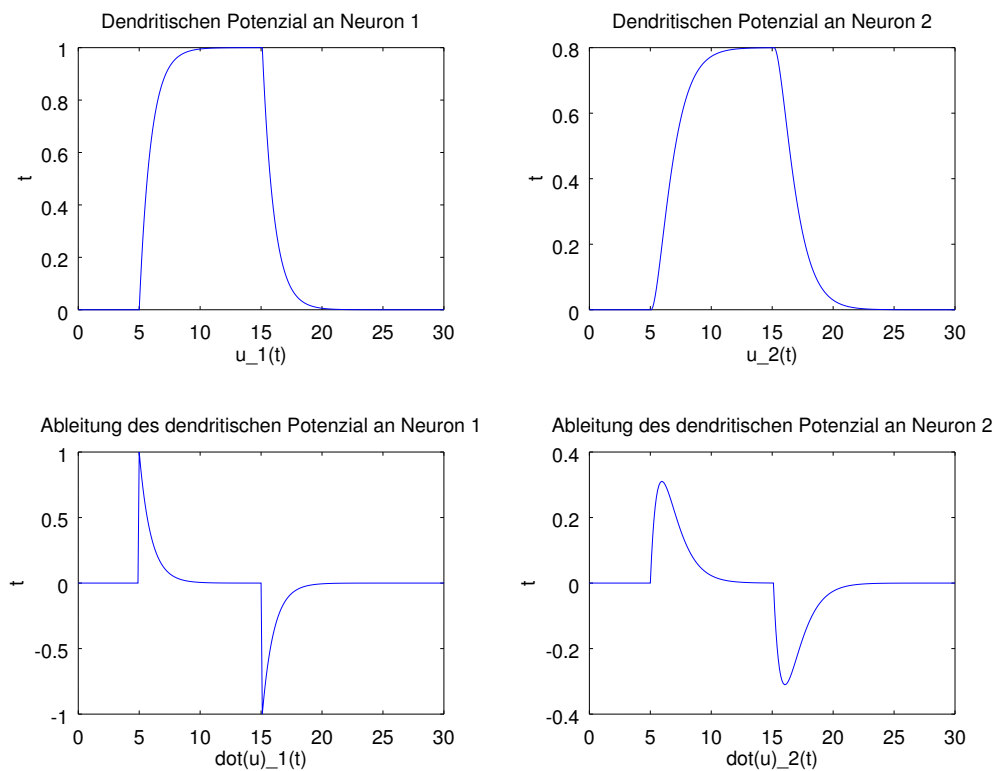 Dendritischen Potenzial an Neuron 1
1
0.8
0.6
0.4
0.2
0
t
0 5 10 15 20 25 30
u_1(t)
Dendritischen Potenzial an Neuron 2
0.8
0.6
0.4
0.2
0
t
0 5 10 15 20 25 30
u_2(t)
Ableitung des dendritischen Potenzial an Neuron 1
1
0.5
0
-0.5
-1
t
0 5 10 15 20 25 30
dot(u)_1(t)
Ableitung des dendritischen Potenzial an Neuron 2
0.4
0.2
0
-0.2
-0.4
t
0 5 10 15 20 25 30
dot(u)_2(t)